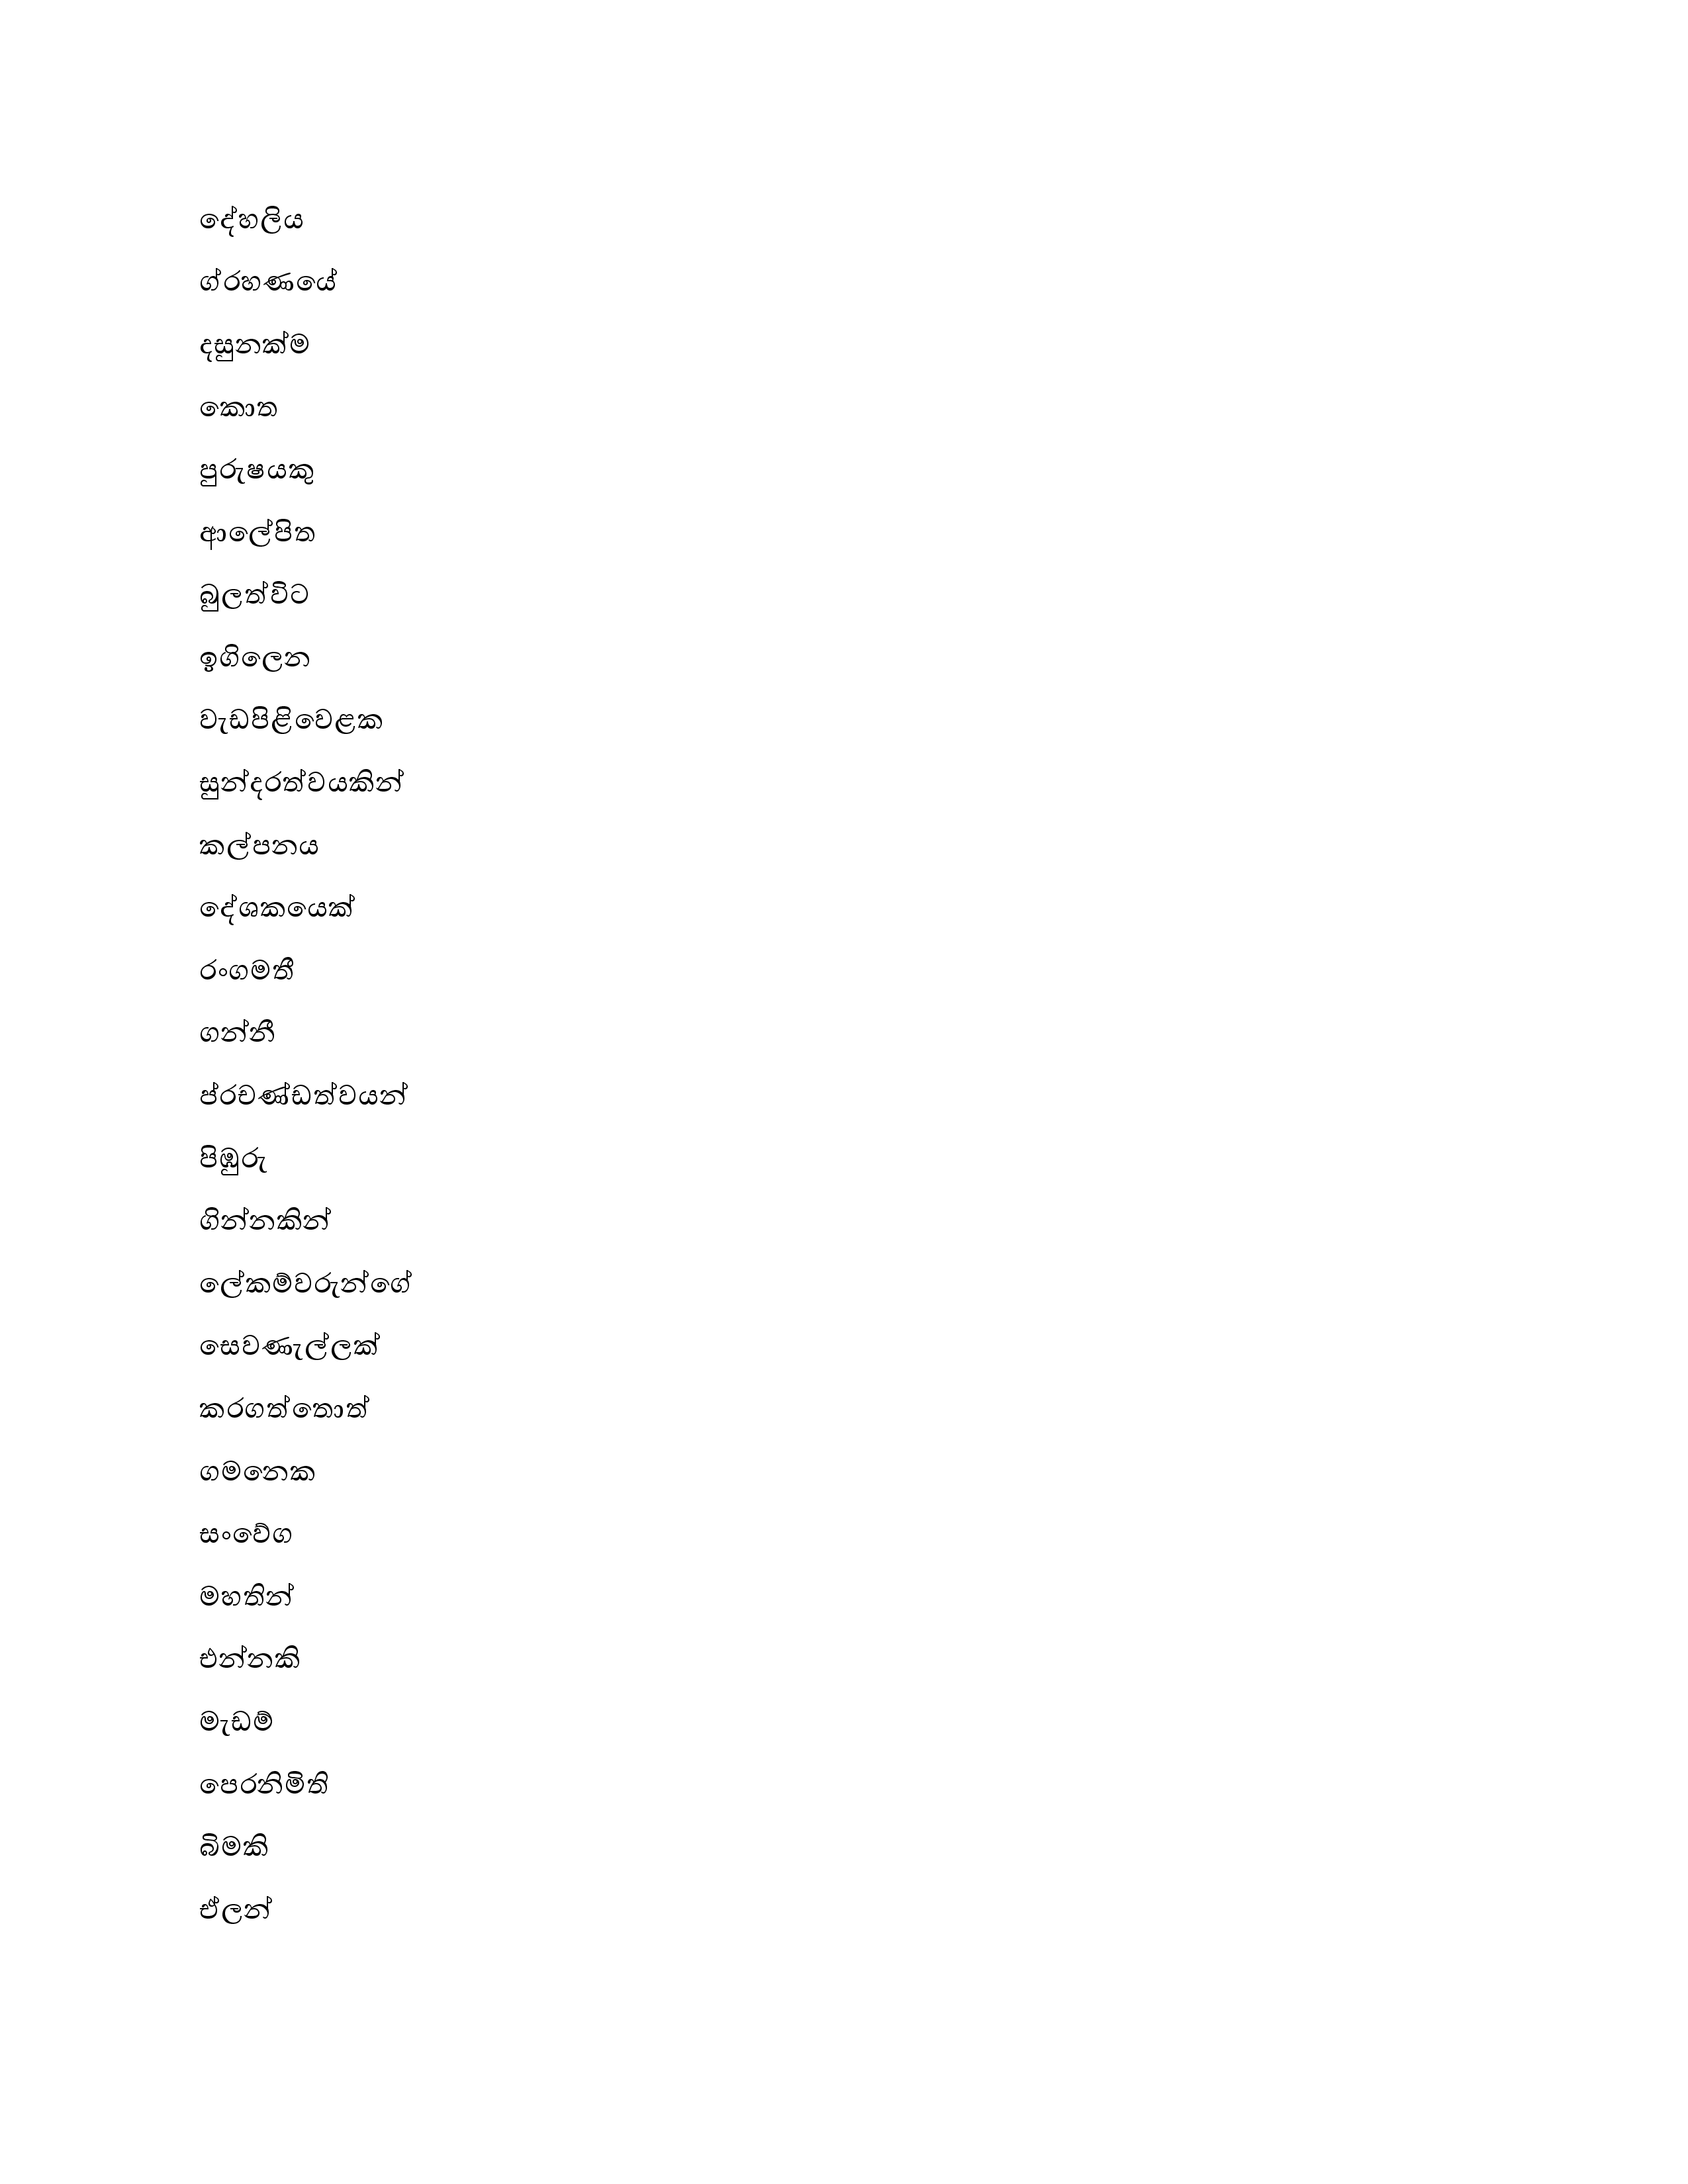 දේහලිය
ග්රහණයේ
දසුනක්ම
කොත
පුරුෂයකු
ආලේපිත
බුලත්විට
ඉගිලෙන
වැඩපිළිවෙළක
සුන්දරත්වයකින්
කල්පනය
දේශකයෙක්
රංගමතී
ගන්නී
ප්රචණ්ඩත්වයන්
පිඹුරු
ගින්නකින්
ලේකම්වරුන්ගේ
සෙවණැල්ලක්
කරගත්තොත්
ගමනෙක
සංවේග
මහතින්
එන්නකි
මැඩම්
පෙරනිමිති
බිමකි
ඒලන්